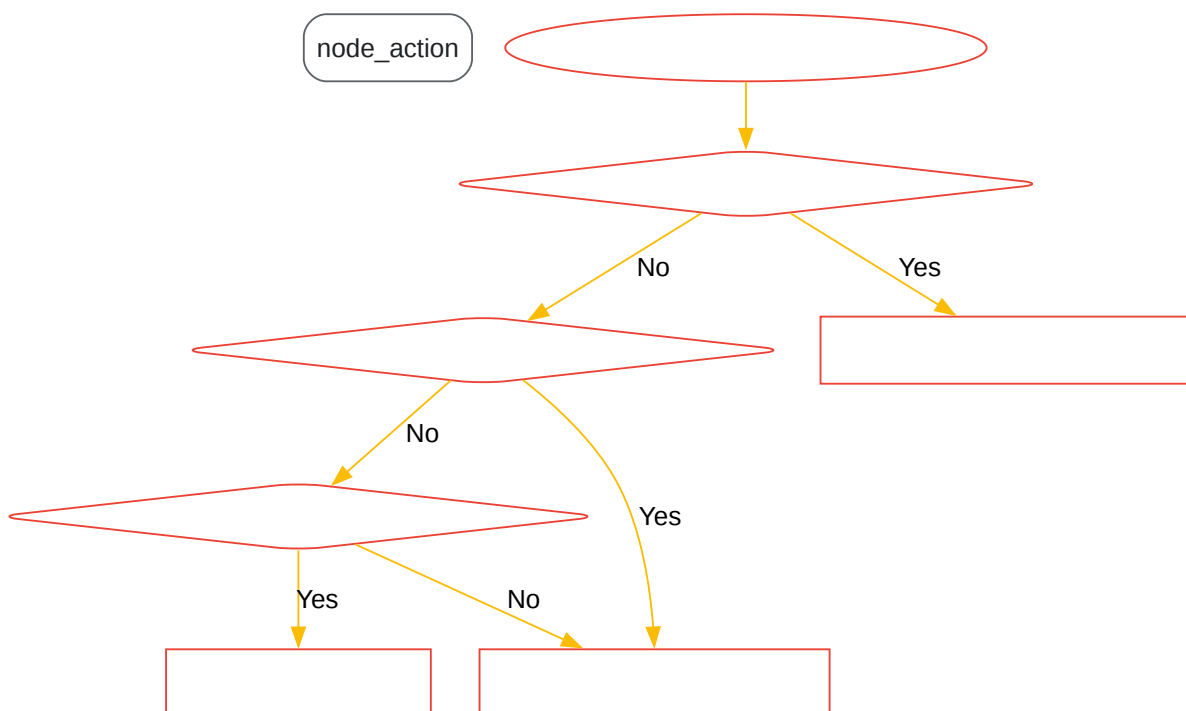 node_action
No
Yes
No
Yes
Yes
No